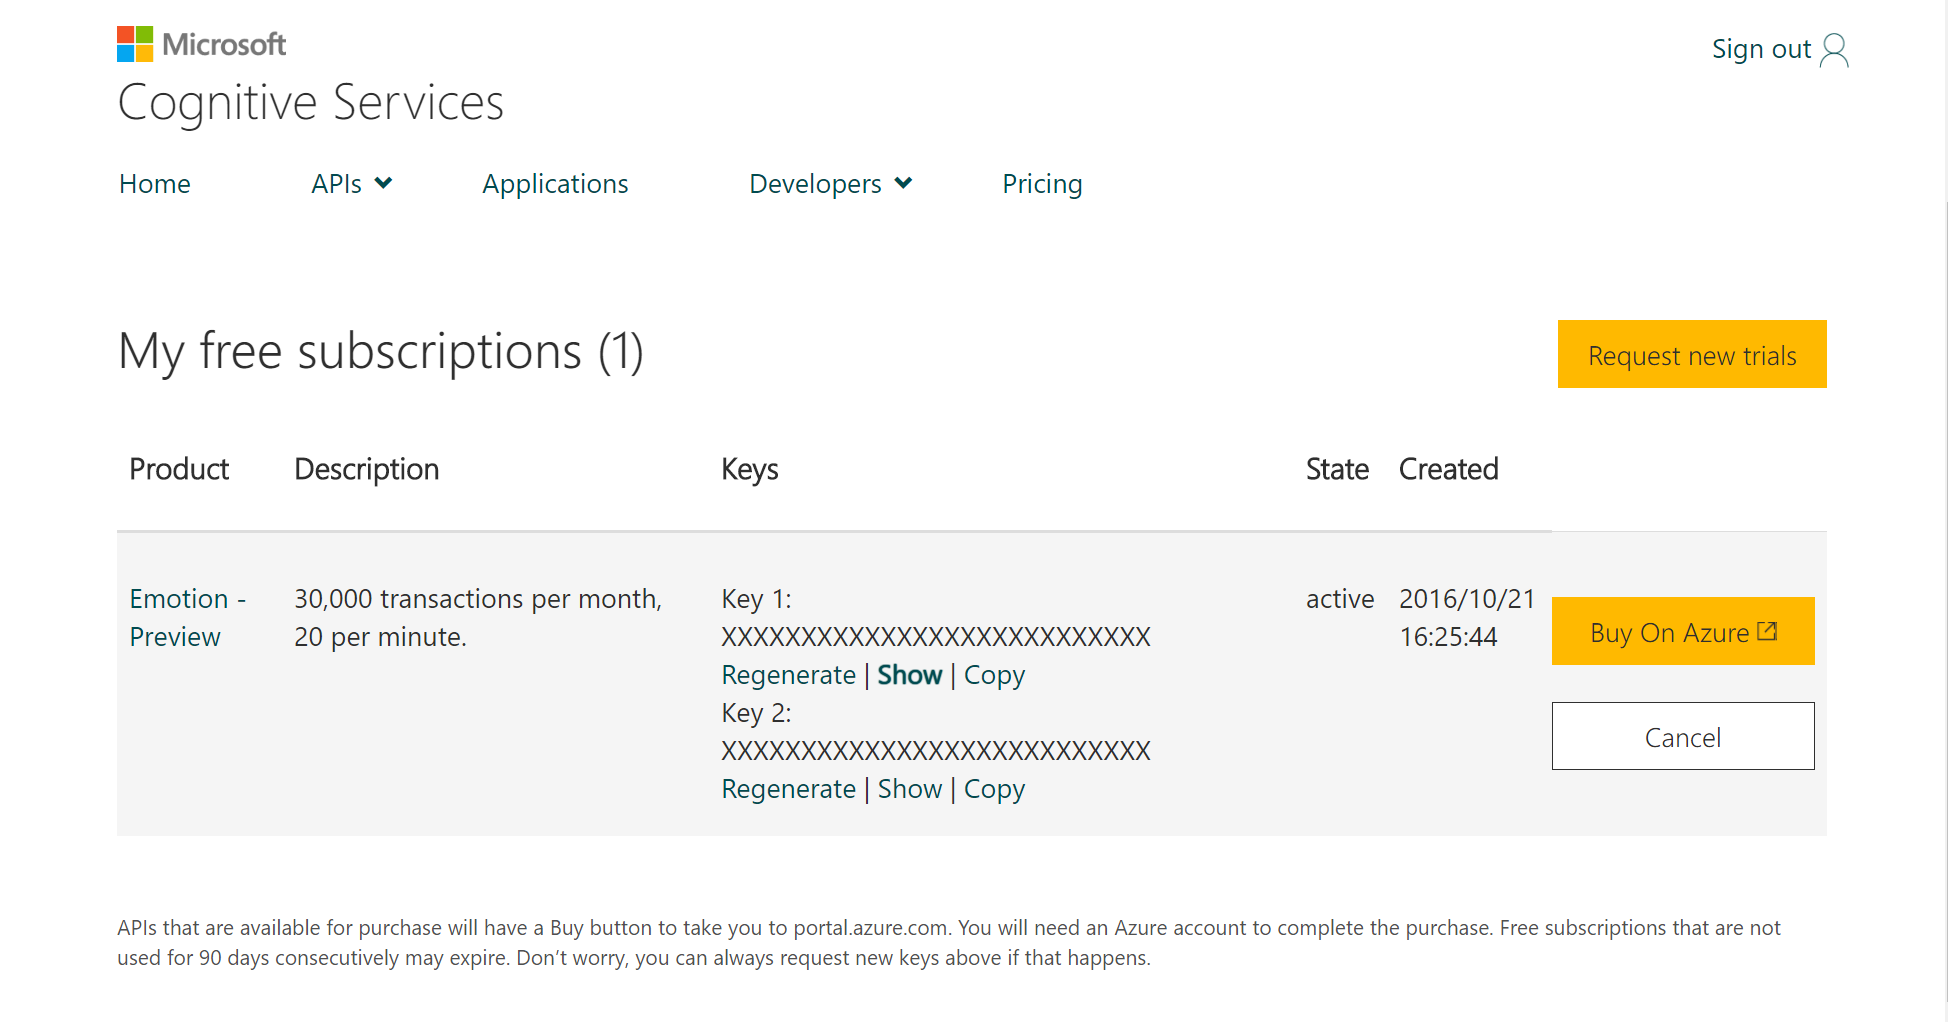 Microsoft
Sign out
Cognitive Services
Home APIs Applications Developers Pricing
My free subscriptions (1)
Request new trials
Product Description Keys State Created
Emotion - Preview
30,000 transactions per month,
20 per minute.
Key 1:
XXXXXXXXXXXXXXXXXXXXXXXXXXX
Regenerate | Show | Copy
Key 2:
XXXXXXXXXXXXXXXXXXXXXXXXXXX
Regenerate | Show | Copy
active
2016/10/21
16:25:44
Buy On Azure
Cancel
APIs that are available for purchase will have a Buy button to take you to portal.azure.com. You will need an Azure account to complete the purchase. Free subscriptions that are not
used for 90 days consecutively may expire. Don’t worry, you can always request new keys above if that happens.